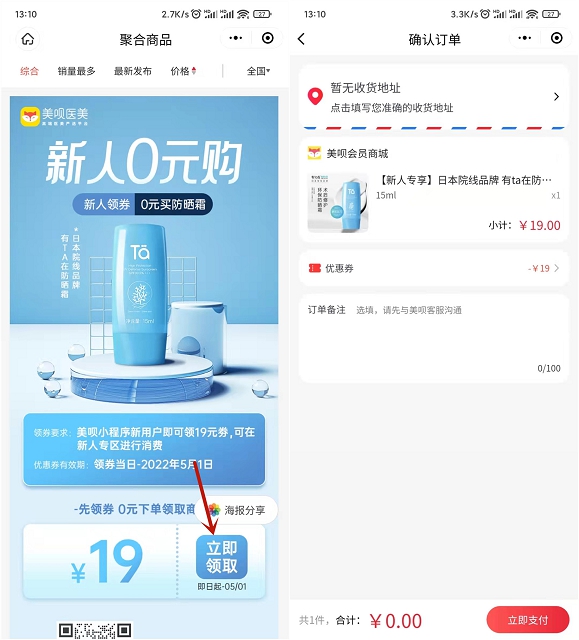 13:10
2.7K/s
27
聚合商品
综合
销量最多
最新发布
价格
全国
美呗医美
新人0元购
新人领券
0元买防晒霜
日本院线品牌
有TA在防晒霜
Tā
净含量:15ml
领券要求:
美呗小程序新用户即可领19元券,可在
新人专区进行消费
优惠券有效期:
领券当日-2022年5月1日
-先领券 0元下单领取商
海报分享
¥19
立即
领取
即日起-05/01
13:10
3.3K/s
27
确认订单
暂无收货地址
点击填写您准确的收货地址
美呗会员商城
【新人专享】日本院线品牌 有ta在防…
15ml
x1
小计: ¥19.00
优惠券
-¥19
订单备注
选填，请先与美呗客服沟通
0/100
共1件，合计: ¥0.00
立即支付